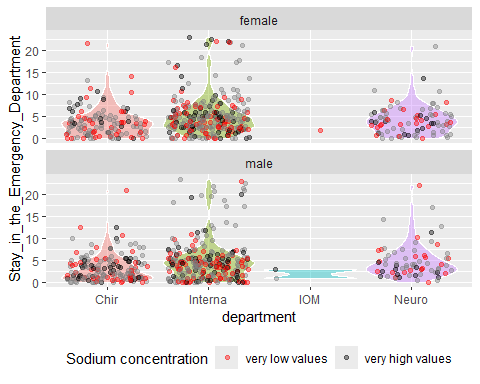 female
20
15
10
5
0
male
20
15
10
5
0
Stay_in_the_Emergency_Department
Chir Interna IOM Neuro
department
Sodium concentration very low values very high values